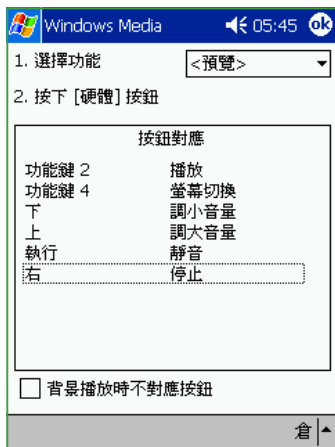 Windows Media 05:45 ok
1. 選擇功能 <預覽>
2. 按下 [硬體] 按鈕
按鈕對應
功能鍵 2 播放
功能鍵 4 螢幕切換
下 調小音量
上 調大音量
執行 靜音
右 停止
背景播放時不對應按鈕
倉